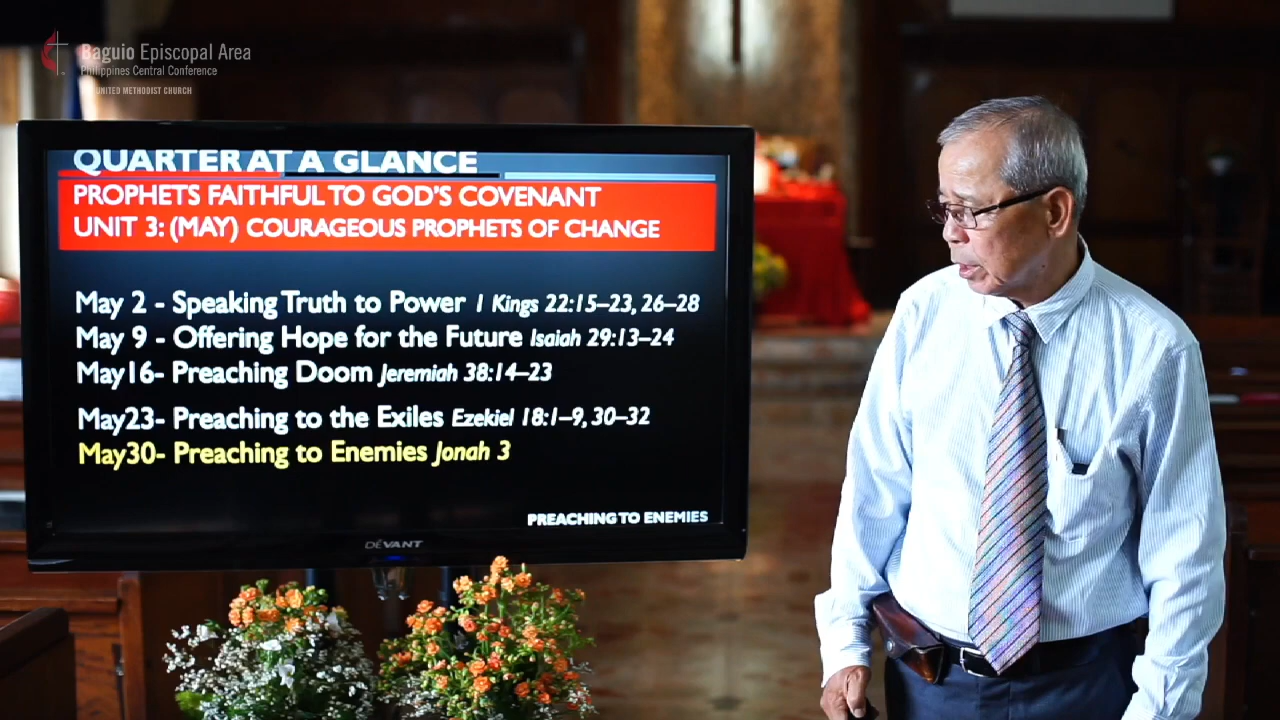 Baguio Episcopal Area
Philippines Central Conference
UNITED METHODIST CHURCH
QUARTER AT A GLANCE
PROPHETS FAITHFUL TO GOD'S COVENANT
UNIT 3: (MAY) COURAGEOUS PROPHETS OF CHANGE
May 2 - Speaking Truth to Power 1 Kings 22:15–23, 26–28
May 9 - Offering Hope for the Future Isaiah 29:13–24
May16- Preaching Doom Jeremiah 38:14–23
May23- Preaching to the Exiles Ezekiel 18:1–9, 30–32
May30- Preaching to Enemies Jonah 3
PREACHING TO ENEMIES
DEVANT